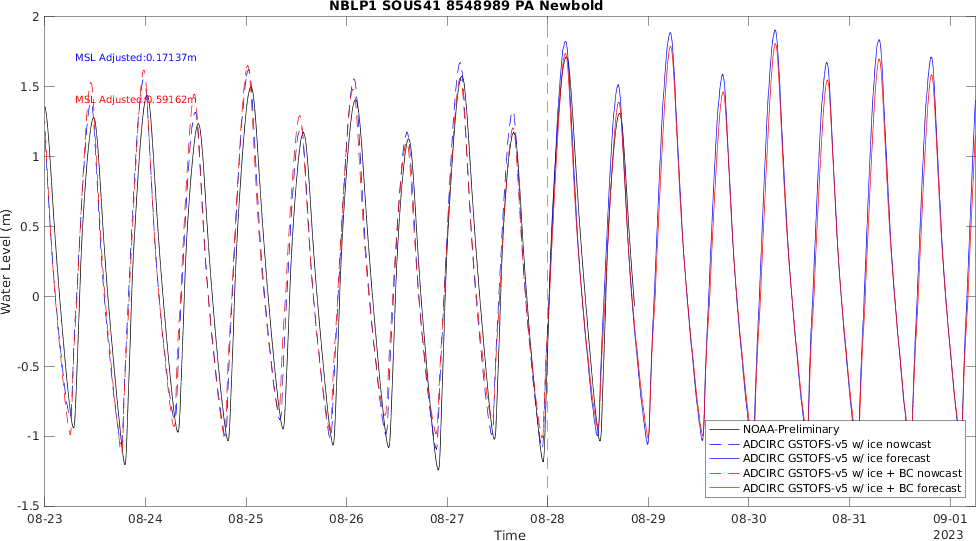 NBLP1 SOUS41 8548989 PA Newbold
MSL Adjusted:0.17137m
MSL Adjusted:0.59162m
Water Level (m)
2
1.5
1
0.5
0
-0.5
-1
-1.5
NOAA-Preliminary
ADCIRC GSTOFS-v5 w/ ice nowcast
ADCIRC GSTOFS-v5 w/ ice forecast
ADCIRC GSTOFS-v5 w/ ice + BC nowcast
ADCIRC GSTOFS-v5 w/ ice + BC forecast
08-23 08-24 08-25 08-26 08-27 08-28 08-29 08-30 08-31 09-01
2023
Time